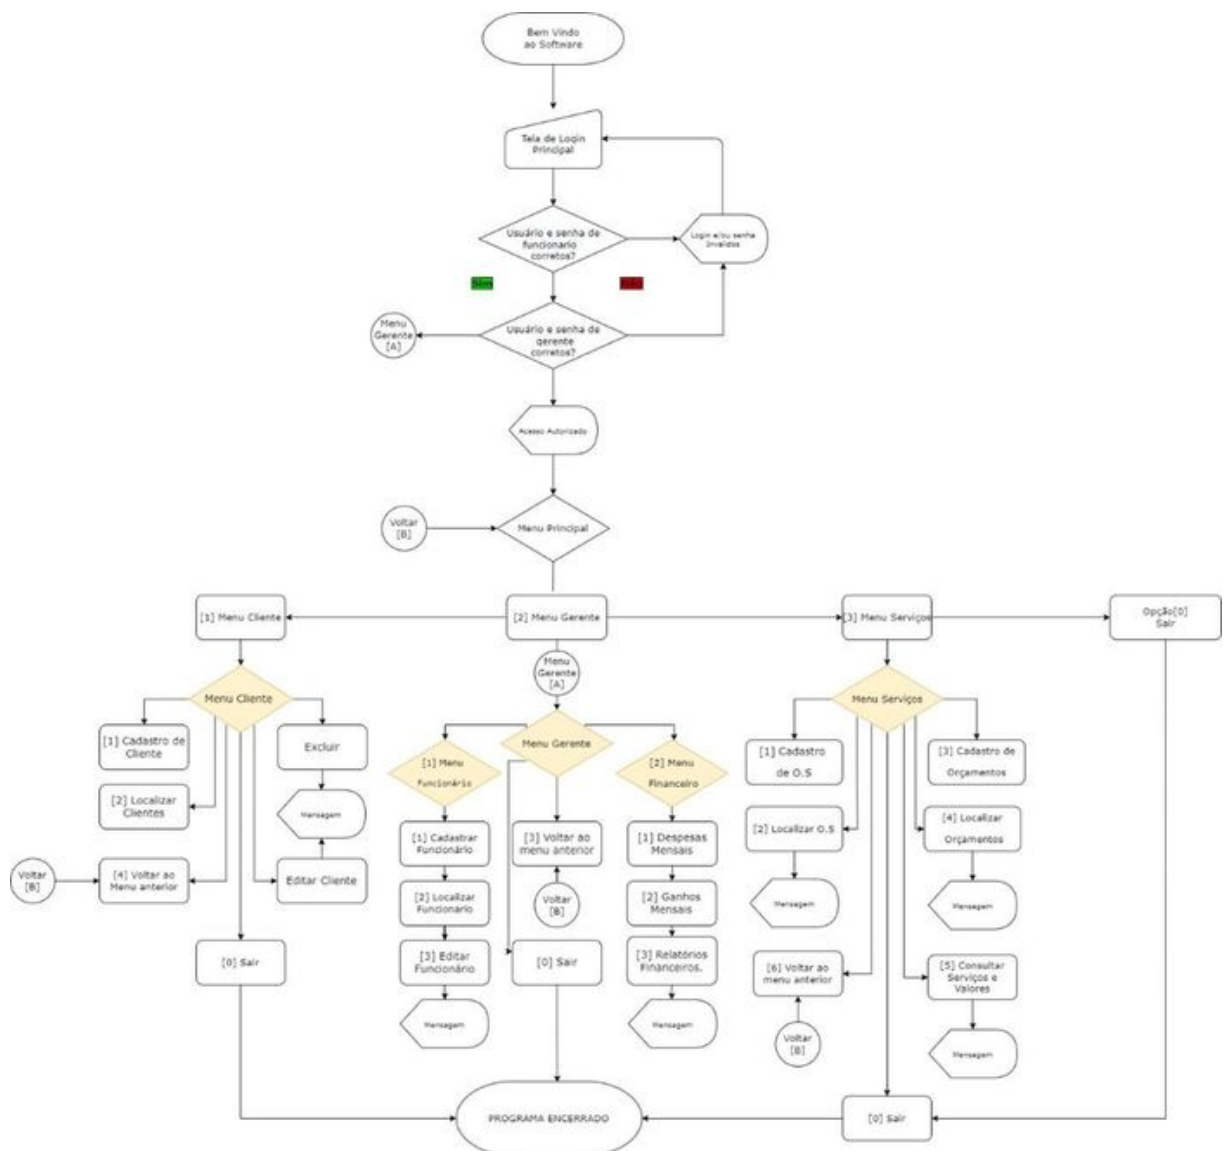 Bem Vindo
ao Software
Tela de Login
Principal
Usuário e senha de
funcionario
corretos?
Login e/ou senha
Invalidos
Sim
Não
Menu
Gerente
[A]
Usuário e senha de
gerente
corretos?
Acesso Autorizado
Voltar
[B]
Menu Principal
[1] Menu Cliente
[2] Menu Gerente
[3] Menu Serviços
Opção[0]
Sair
Menu
Gerente
[A]
Menu Cliente
Menu Gerente
Menu Serviços
[1] Cadastro de
Cliente
Excluir
[2] Localizar
Clientes
Mensagem
Voltar
[B]
[4] Voltar ao
Menu anterior
Editar Cliente
[0] Sair
[1] Menu
Funcionário
[2] Menu
Financeiro
[1] Cadastrar
Funcionário
[3] Voltar ao
menu anterior
[1] Despesas
Mensais
[2] Localizar
Funcionario
Voltar
[B]
[2] Ganhos
Mensais
[3] Editar
Funcionário
[0] Sair
[3] Relatórios
Financeiros.
Mensagem
Mensagem
[1] Cadastro
de O.S
[3] Cadastro de
Orçamentos
[2] Localizar O.S
[4] Localizar
Orçamentos
Mensagem
Mensagem
[6] Voltar ao
menu anterior
[5] Consultar
Serviços e
Valores
Voltar
[B]
Mensagem
PROGRAMA ENCERRADO
[0] Sair